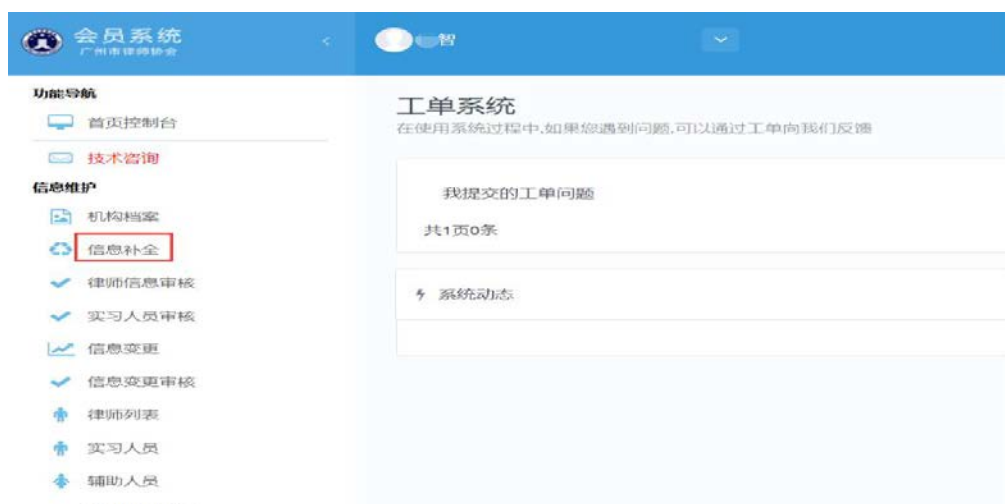 会员系统
广州市律师协会
<
智
功能导航
首页控制台
技术咨询
信息维护
机构档案
信息补全
律师信息审核
实习人员审核
信息变更
信息变更审核
律师列表
实习人员
辅助人员
工单系统
在使用系统过程中,如果您遇到问题,可以通过工单向我们反馈
我提交的工单问题
共1页0条
系统动态